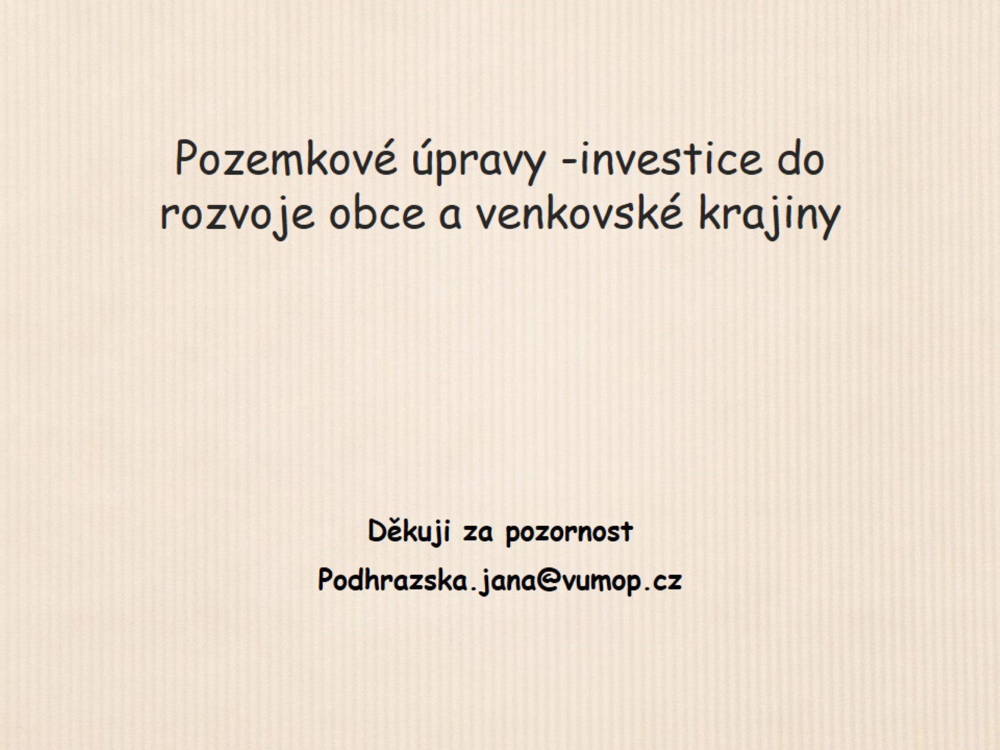 Pozemkové úpravy -investice do
rozvoje obce a venkovské krajiny
Děkuji za pozornost
Podhrazska.jana@vumop.cz